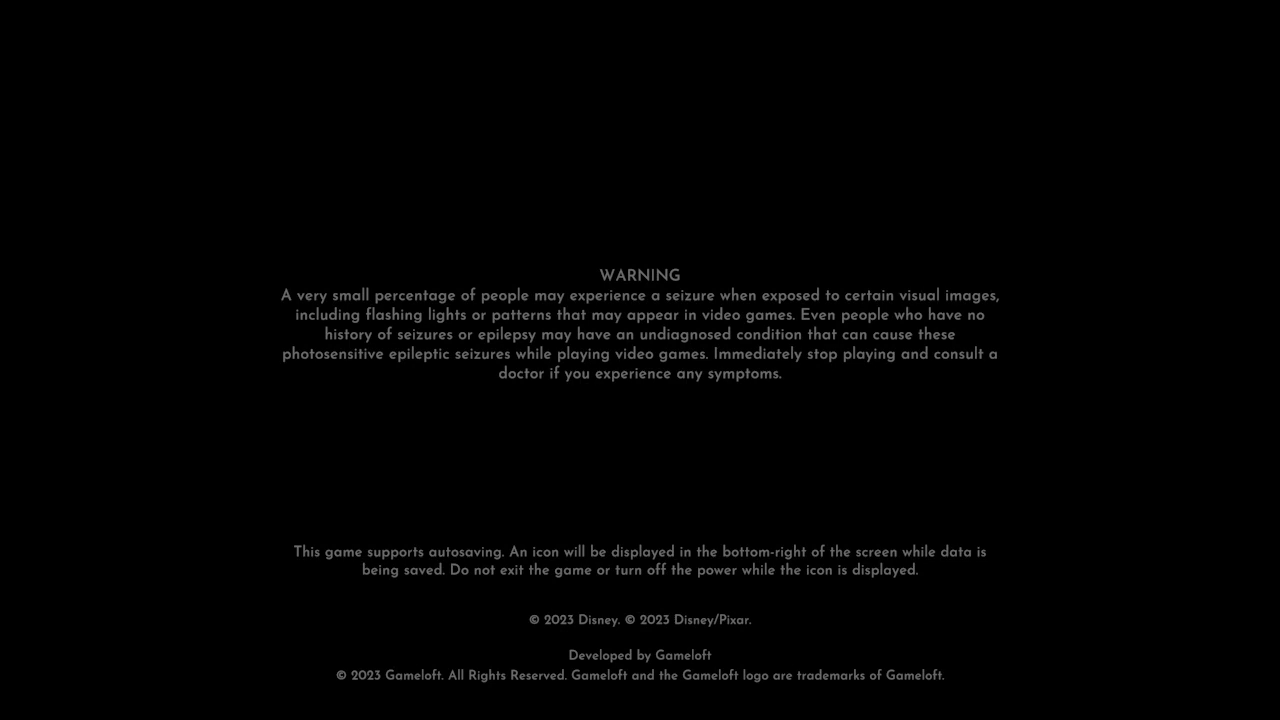 WARNING
A very small percentage of people may experience a seizure when exposed to certain visual images,
including flashing lights or patterns that may appear in video games. Even people who have no
history of seizures or epilepsy may have an undiagnosed condition that can cause these
photosensitive epileptic seizures while playing video games. Immediately stop playing and consult a
doctor if you experience any symptoms.
This game supports autosaving. An icon will be displayed in the bottom-right of the screen while data is
being saved. Do not exit the game or turn off the power while the icon is displayed.
© 2023 Disney. © 2023 Disney/Pixar.
Developed by Gameloft
© 2023 Gameloft. All Rights Reserved. Gameloft and the Gameloft logo are trademarks of Gameloft.